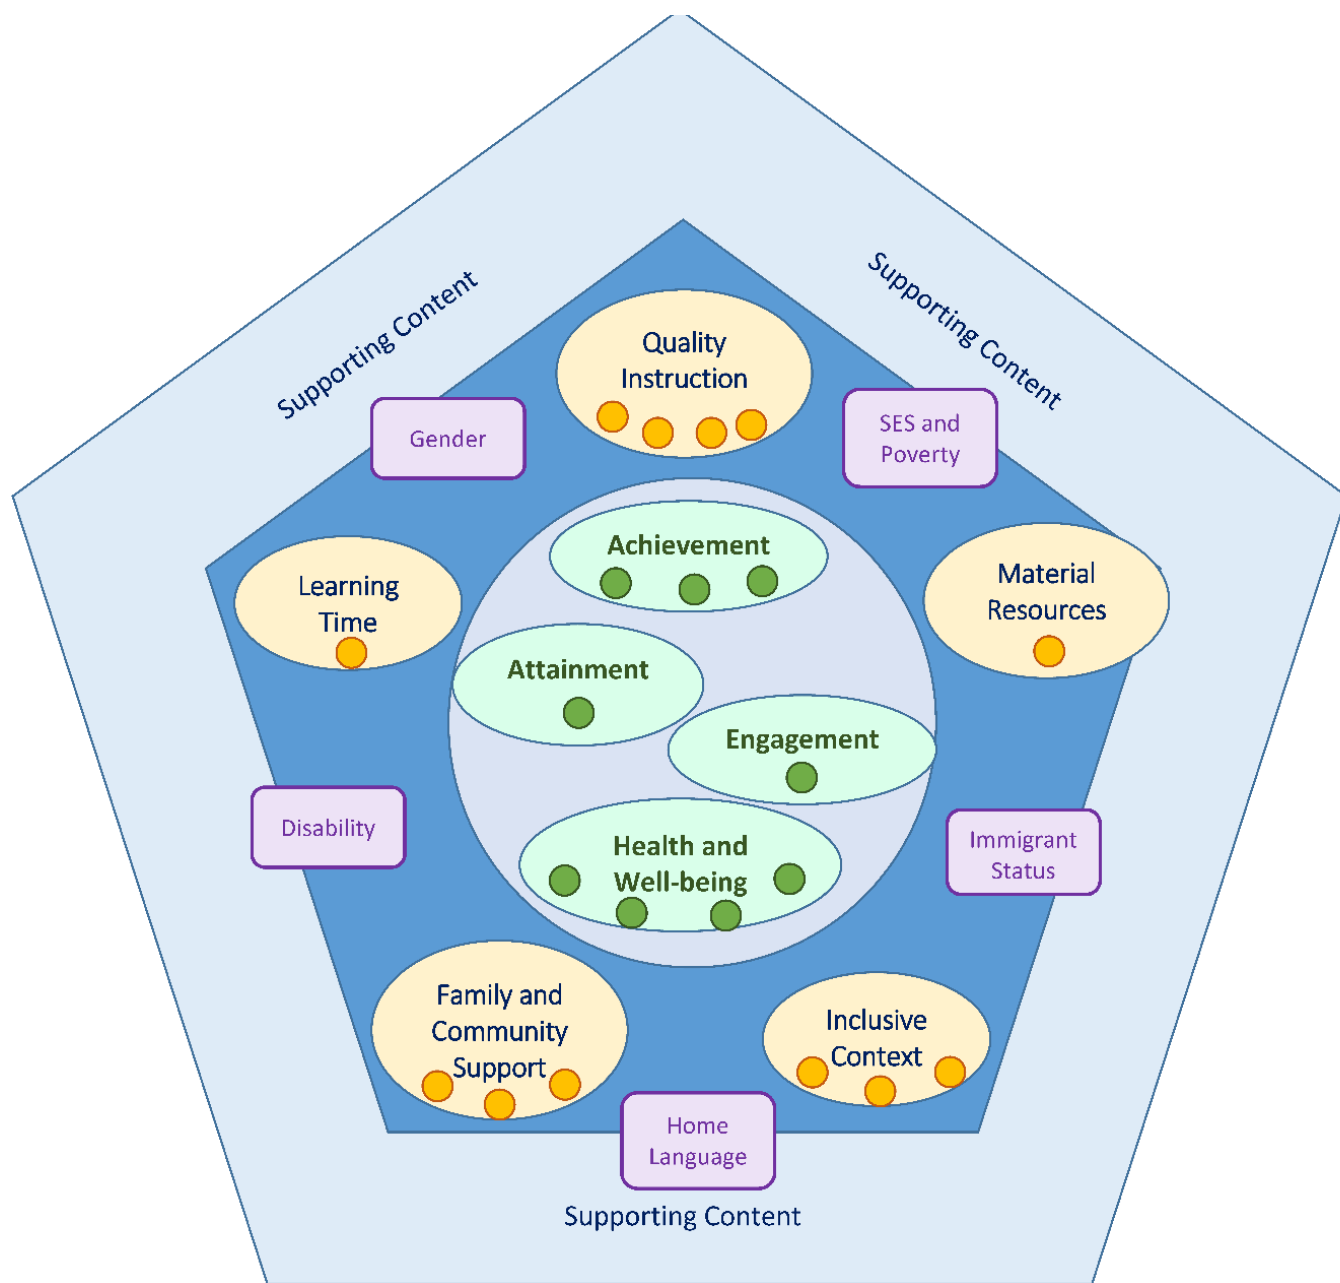 Supporting Content
Supporting Content
Quality
Instruction
Gender
SES and
Poverty
Achievement
Learning
Time
Material
Resources
Attainment
Engagement
Disability
Immigrant
Status
Health and
Well-being
Family and
Community
Support
Inclusive
Context
Home
Language
Supporting Content